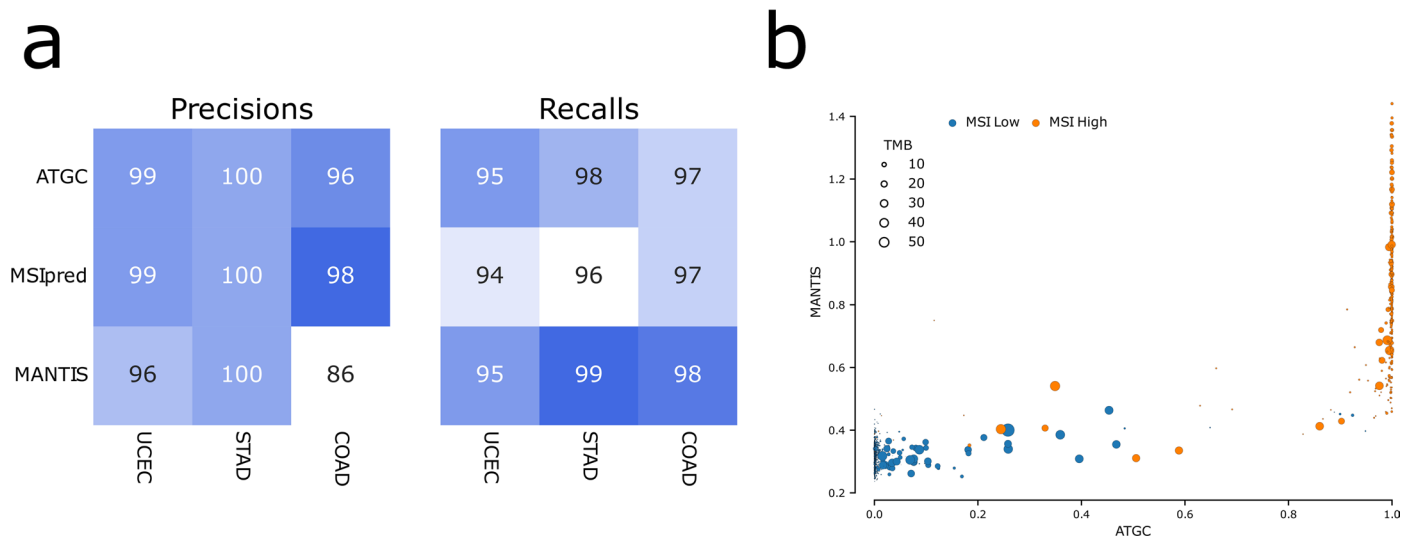 a
Precisions
Recalls
ATGC
99
100
96
95
98
97
MSIpred
99
100
98
94
96
97
MANTIS
96
100
86
95
99
98
UCEC
STAD
COAD
UCEC
STAD
COAD
b
MSI Low
MSI High
TMB
10
20
30
40
50
MANTIS
1.4
1.2
1.0
0.8
0.6
0.4
0.2
0.0
0.2
0.4
0.6
0.8
1.0
ATGC